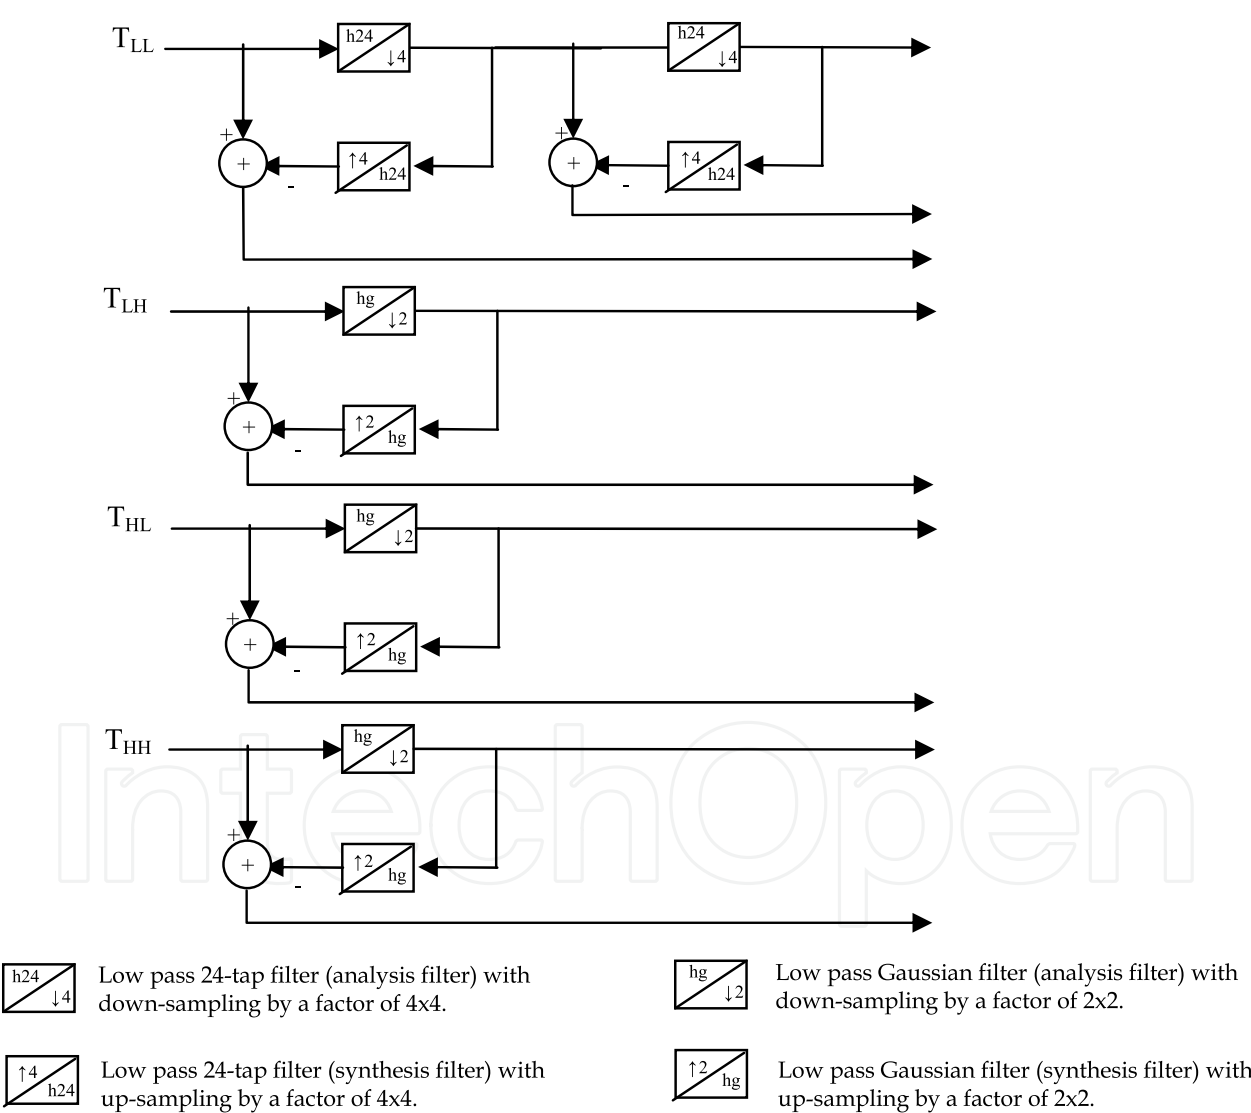 T_LL
h24
↓4
h24
↓4
+
+
↑4
h24
-
+
+
↑4
h24
-
T_LH
hg
↓2
+
+
↑2
hg
-
T_HL
hg
↓2
+
+
↑2
hg
-
T_HH
hg
↓2
+
+
↑2
hg
-
IntechOpen
h24
↓4
Low pass 24-tap filter (analysis filter) with
down-sampling by a factor of 4x4.
hg
↓2
Low pass Gaussian filter (analysis filter) with
down-sampling by a factor of 2x2.
↑4
h24
Low pass 24-tap filter (synthesis filter) with
up-sampling by a factor of 4x4.
↑2
hg
Low pass Gaussian filter (synthesis filter) with
up-sampling by a factor of 2x2.